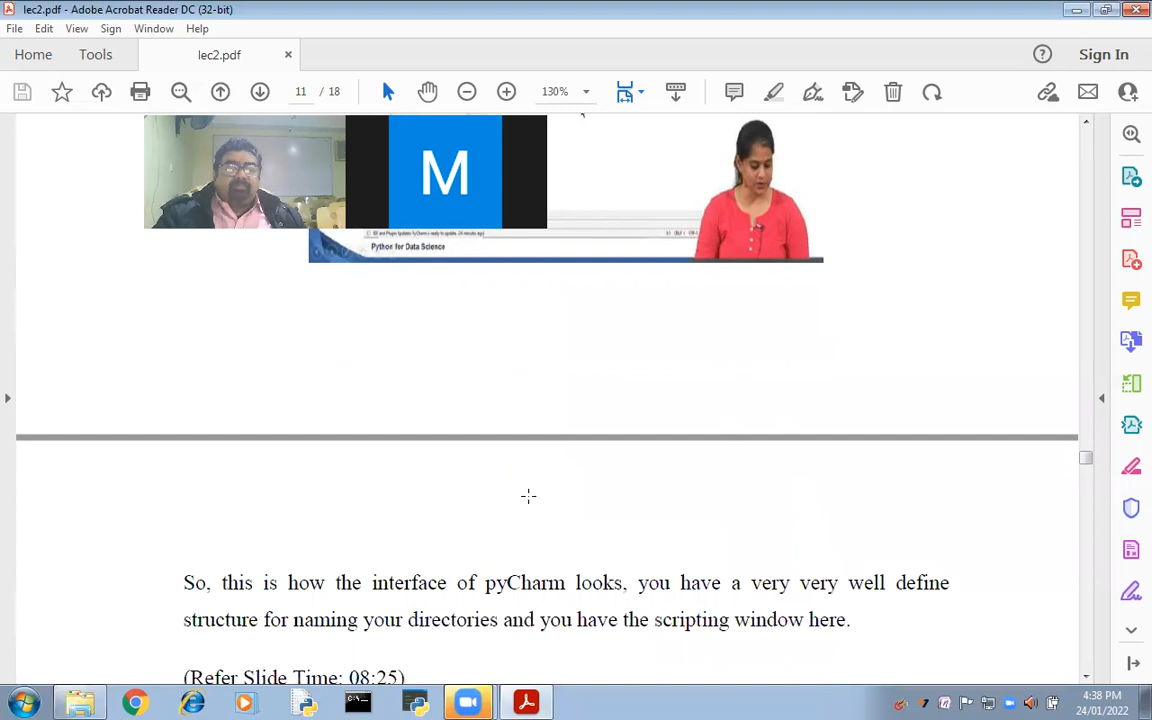 lec2.pdf - Adobe Acrobat Reader DC (32-bit)
File Edit View Sign Window Help
Home Tools lec2.pdf Sign In
11 / 18 130%
M
Python for Data Science
So, this is how the interface of pyCharm looks, you have a very very well define
structure for naming your directories and you have the scripting window here.
(Refer Slide Time: 08:25)
4:38 PM
24/01/2022